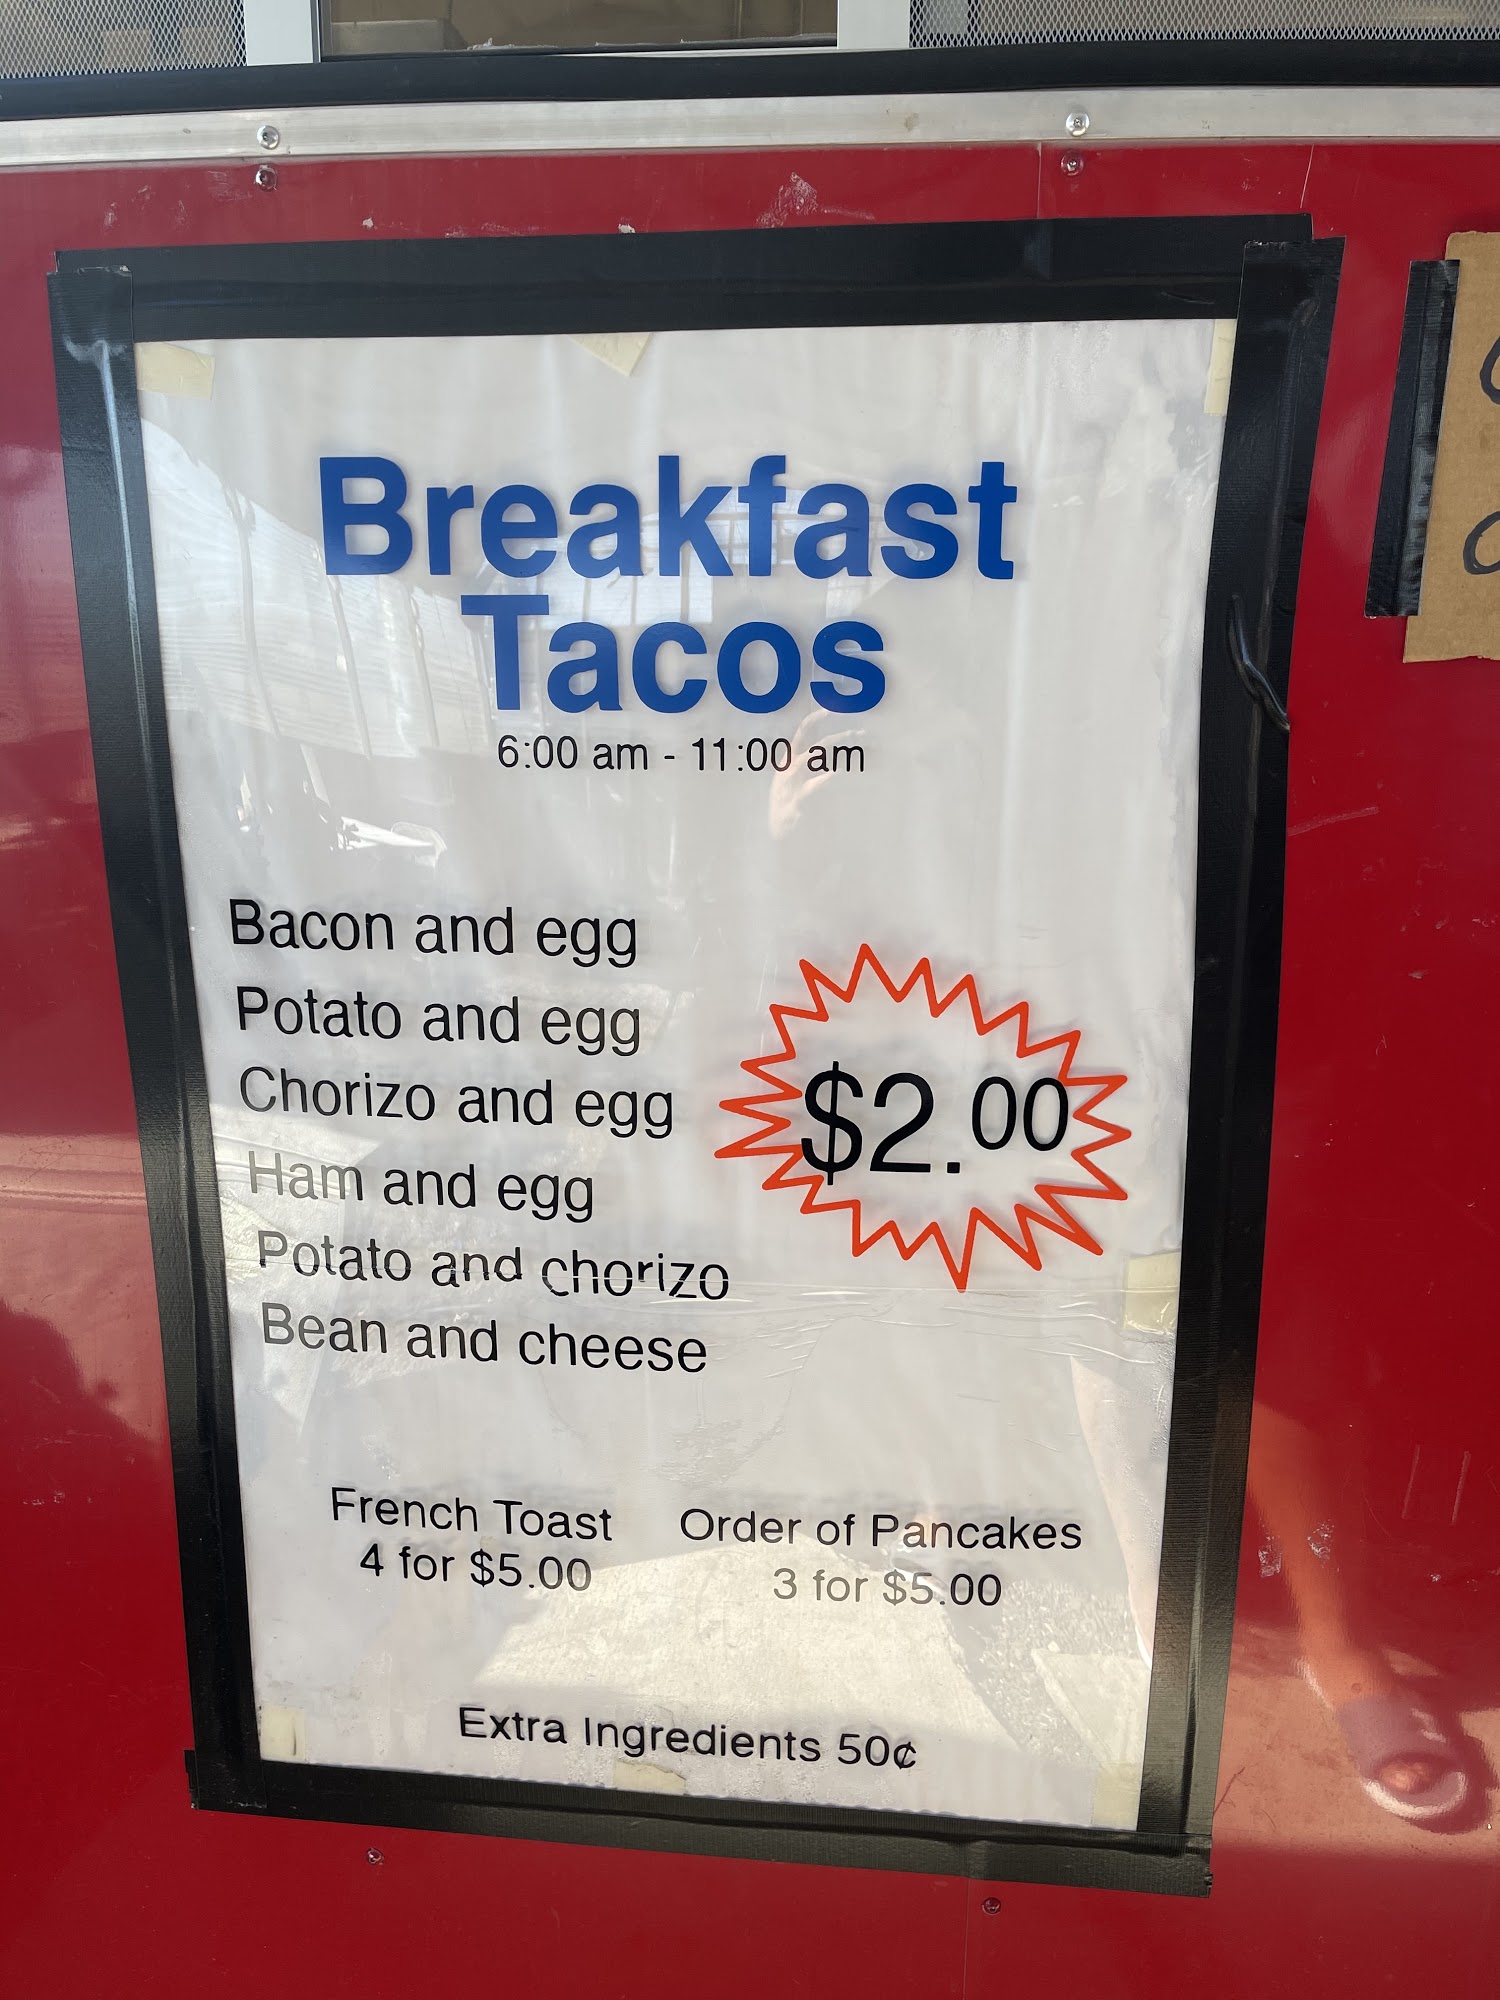 Breakfast
Tacos
6:00 am - 11:00 am
Bacon and egg
Potato and egg
Chorizo and egg
Ham and egg
Potato and chorizo
Bean and cheese
$2.00
French Toast
4 for $5.00
Order of Pancakes
3 for $5.00
Extra Ingredients 50¢